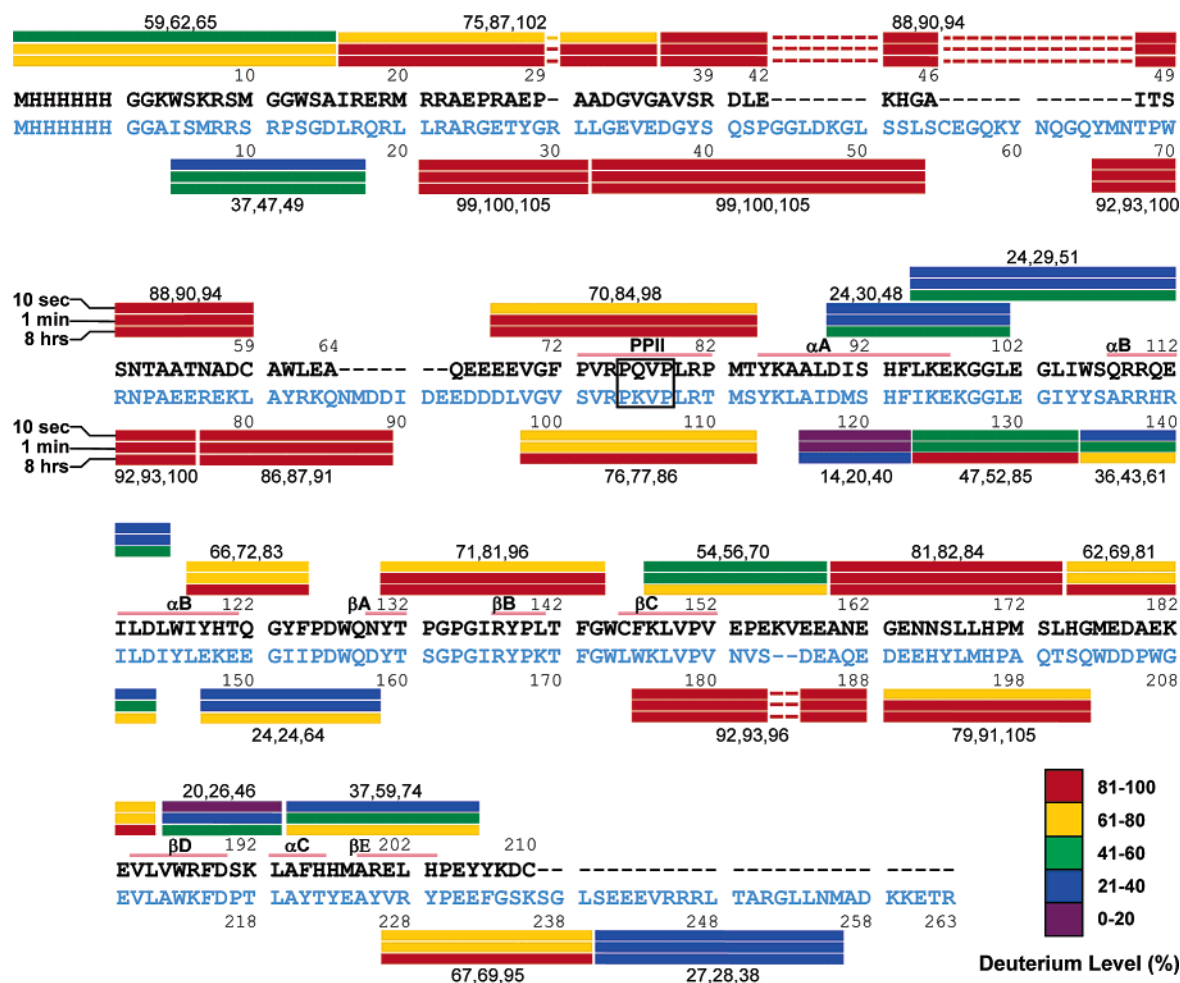 59,62,65 75,87,102 88,90,94
10 20 29 39 42 46 49
MHHHHHH GGKWSKRSM GGWSAIRERM RRAEPRAEP- AADGVGAVSR DLE------- KHGA------ -------ITS
MHHHHHH GGAISMRRS RPSGDLRQRL LRARGETYGR LLGEVEDGYS QSPGGLDKGL SSLSCEGQKY NQGQYMNTPW
10 20 30 40 50 60 70
37,47,49 99,100,105 99,100,105 92,93,100
24,29,51
10 sec 88,90,94 70,84,98 24,30,48
1 min
8 hrs
59 64 72 PPII 82 αA 92 102 αB 112
SNTAATNADC AWLEA----- --QEEEEVGF PVRPQVPLRP MTYKAALDIS HFLKEKGGLE GLIWSQRRQE
RNPAEEREKL AYRKQNMDDI DEEDDDLVGV SVRPKVPLRT MSYKLAIDMS HFIKEKGGLE GIYYSARRHR
10 sec 80 90 100 110 120 130 140
1 min
8 hrs
92,93,100 86,87,91 76,77,86 14,20,40 47,52,85 36,43,61
66,72,83 71,81,96 54,56,70 81,82,84 62,69,81
αB 122 βA 132 βB 142 βC 152 162 172 182
ILDLWIYHTQ GYFPDWQNYT PGPGIRYPLT FGWCFKLVPV EPEKVEEANE GENNSLLHPM SLHGMEDAEK
ILDIYLEKEE GIIPDWQDYT SGPGIRYPKT FGWLWKLVPV NVS--DEAQE DEEHYLMHPA QTSQWDDPWG
150 160 170 180 188 198 208
24,24,64 92,93,96 79,91,105
20,26,46 37,59,74
βD 192 αC βE 202 210
EVLVWRFDSK LAFHHMAREL HPEYYKDC-- ---------- ---------- -----
EVLAWKFDPT LAYTYEAYVR YPEEFGSKSG LSEEEVRRRL TARGLLNMAD KKETR
218 228 238 248 258 263
67,69,95 27,28,38
81-100
61-80
41-60
21-40
0-20
Deuterium Level (%)